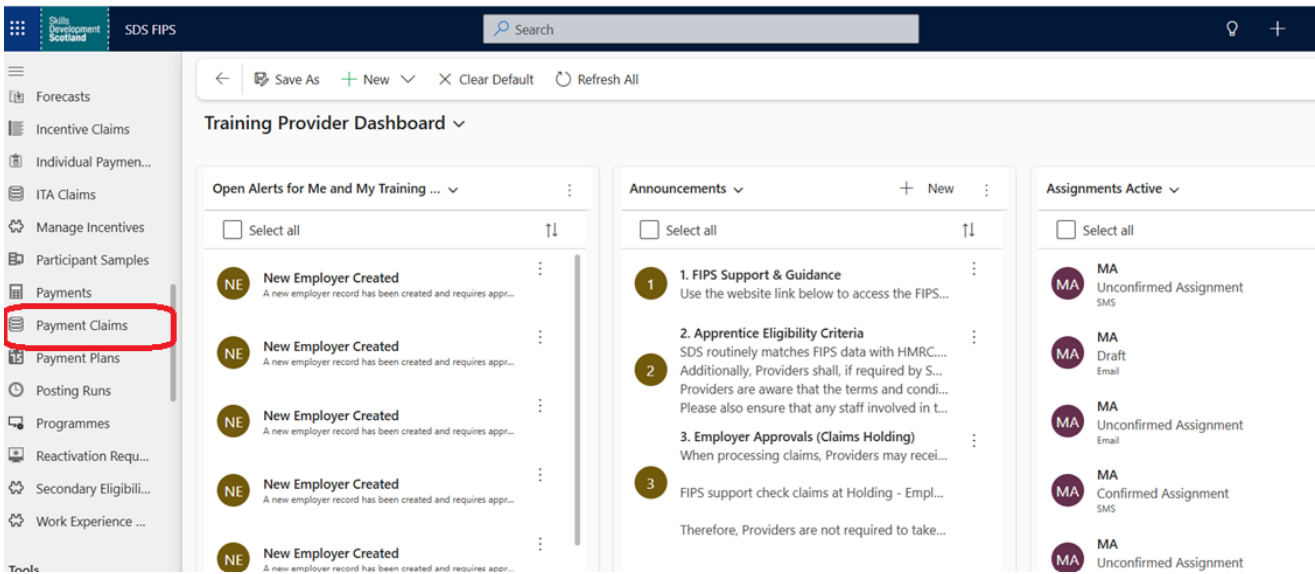 Skills
Development
Scotland
SDS FIPS
Search
Forecasts
Incentive Claims
Individual Paymen...
ITA Claims
Manage Incentives
Participant Samples
Payments
Payment Claims
Payment Plans
Posting Runs
Programmes
Reactivation Requ...
Secondary Eligibili...
Work Experience ...
Tools
Save As
New
Clear Default
Refresh All
Training Provider Dashboard
Open Alerts for Me and My Training ...
Select all
NE
New Employer Created
A new employer record has been created and requires appr...
NE
New Employer Created
A new employer record has been created and requires appr...
NE
New Employer Created
A new employer record has been created and requires appr...
NE
New Employer Created
A new employer record has been created and requires appr...
NE
New Employer Created
A new employer record has been created and requires appr...
Announcements
New
Select all
1
1. FIPS Support & Guidance
Use the website link below to access the FIPS...
2
2. Apprentice Eligibility Criteria
SDS routinely matches FIPS data with HMRC....
Additionally, Providers shall, if required by S...
Providers are aware that the terms and condi...
Please also ensure that any staff involved in t...
3
3. Employer Approvals (Claims Holding)
When processing claims, Providers may recei...
FIPS support check claims at Holding - Empl...
Therefore, Providers are not required to take...
Assignments Active
Select all
MA
MA
Unconfirmed Assignment
SMS
MA
MA
Draft
Email
MA
MA
Unconfirmed Assignment
Email
MA
MA
Confirmed Assignment
SMS
MA
MA
Unconfirmed Assignment